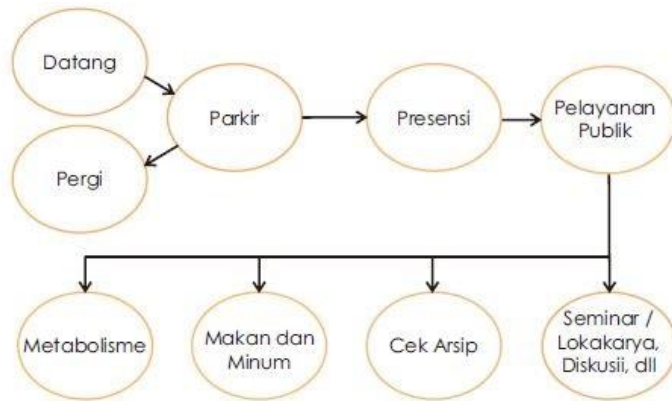 Datang
Parkir
Presensi
Pelayanan
Publik
Pergi
Metabolisme
Makan dan
Minum
Cek Arsip
Seminar /
Lokakarya,
Diskusii, dll